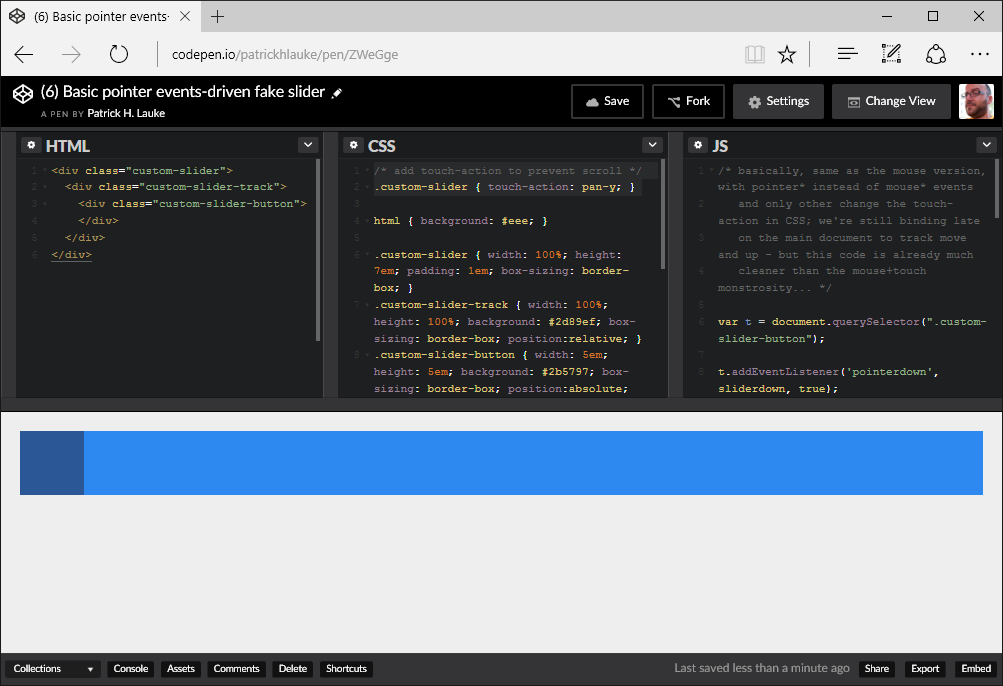 (6) Basic pointer events-
codepen.io/patrickhlauke/pen/ZWeGge
(6) Basic pointer events-driven fake slider
A PEN BY Patrick H. Lauke
Save
Fork
Settings
Change View
HTML
1 <div class="custom-slider">
2 <div class="custom-slider-track">
3 <div class="custom-slider-button">
4 </div>
5 </div>
6 </div>
CSS
1 /* add touch-action to prevent scroll */
2 .custom-slider { touch-action: pan-y; }
3
4 html { background: #eee; }
5
6 .custom-slider { width: 100%; height:
7em; padding: 1em; box-sizing: border-
box; }
7 .custom-slider-track { width: 100%;
height: 100%; background: #2d89ef; box-
sizing: border-box; position:relative; }
8 .custom-slider-button { width: 5em;
height: 5em; background: #2b5797; box-
sizing: border-box; position:absolute;
JS
1 /* basically, same as the mouse version,
with pointer* instead of mouse* events
2 and only other change the touch-
action in CSS; we're still binding late
3 on the main document to track move
and up - but this code is already much
4 cleaner than the mouse+touch
monstrosity... */
5
6 var t = document.querySelector(".custom-
slider-button");
7
8 t.addEventListener('pointerdown',
sliderdown, true);
Collections
Console
Assets
Comments
Delete
Shortcuts
Last saved less than a minute ago
Share
Export
Embed